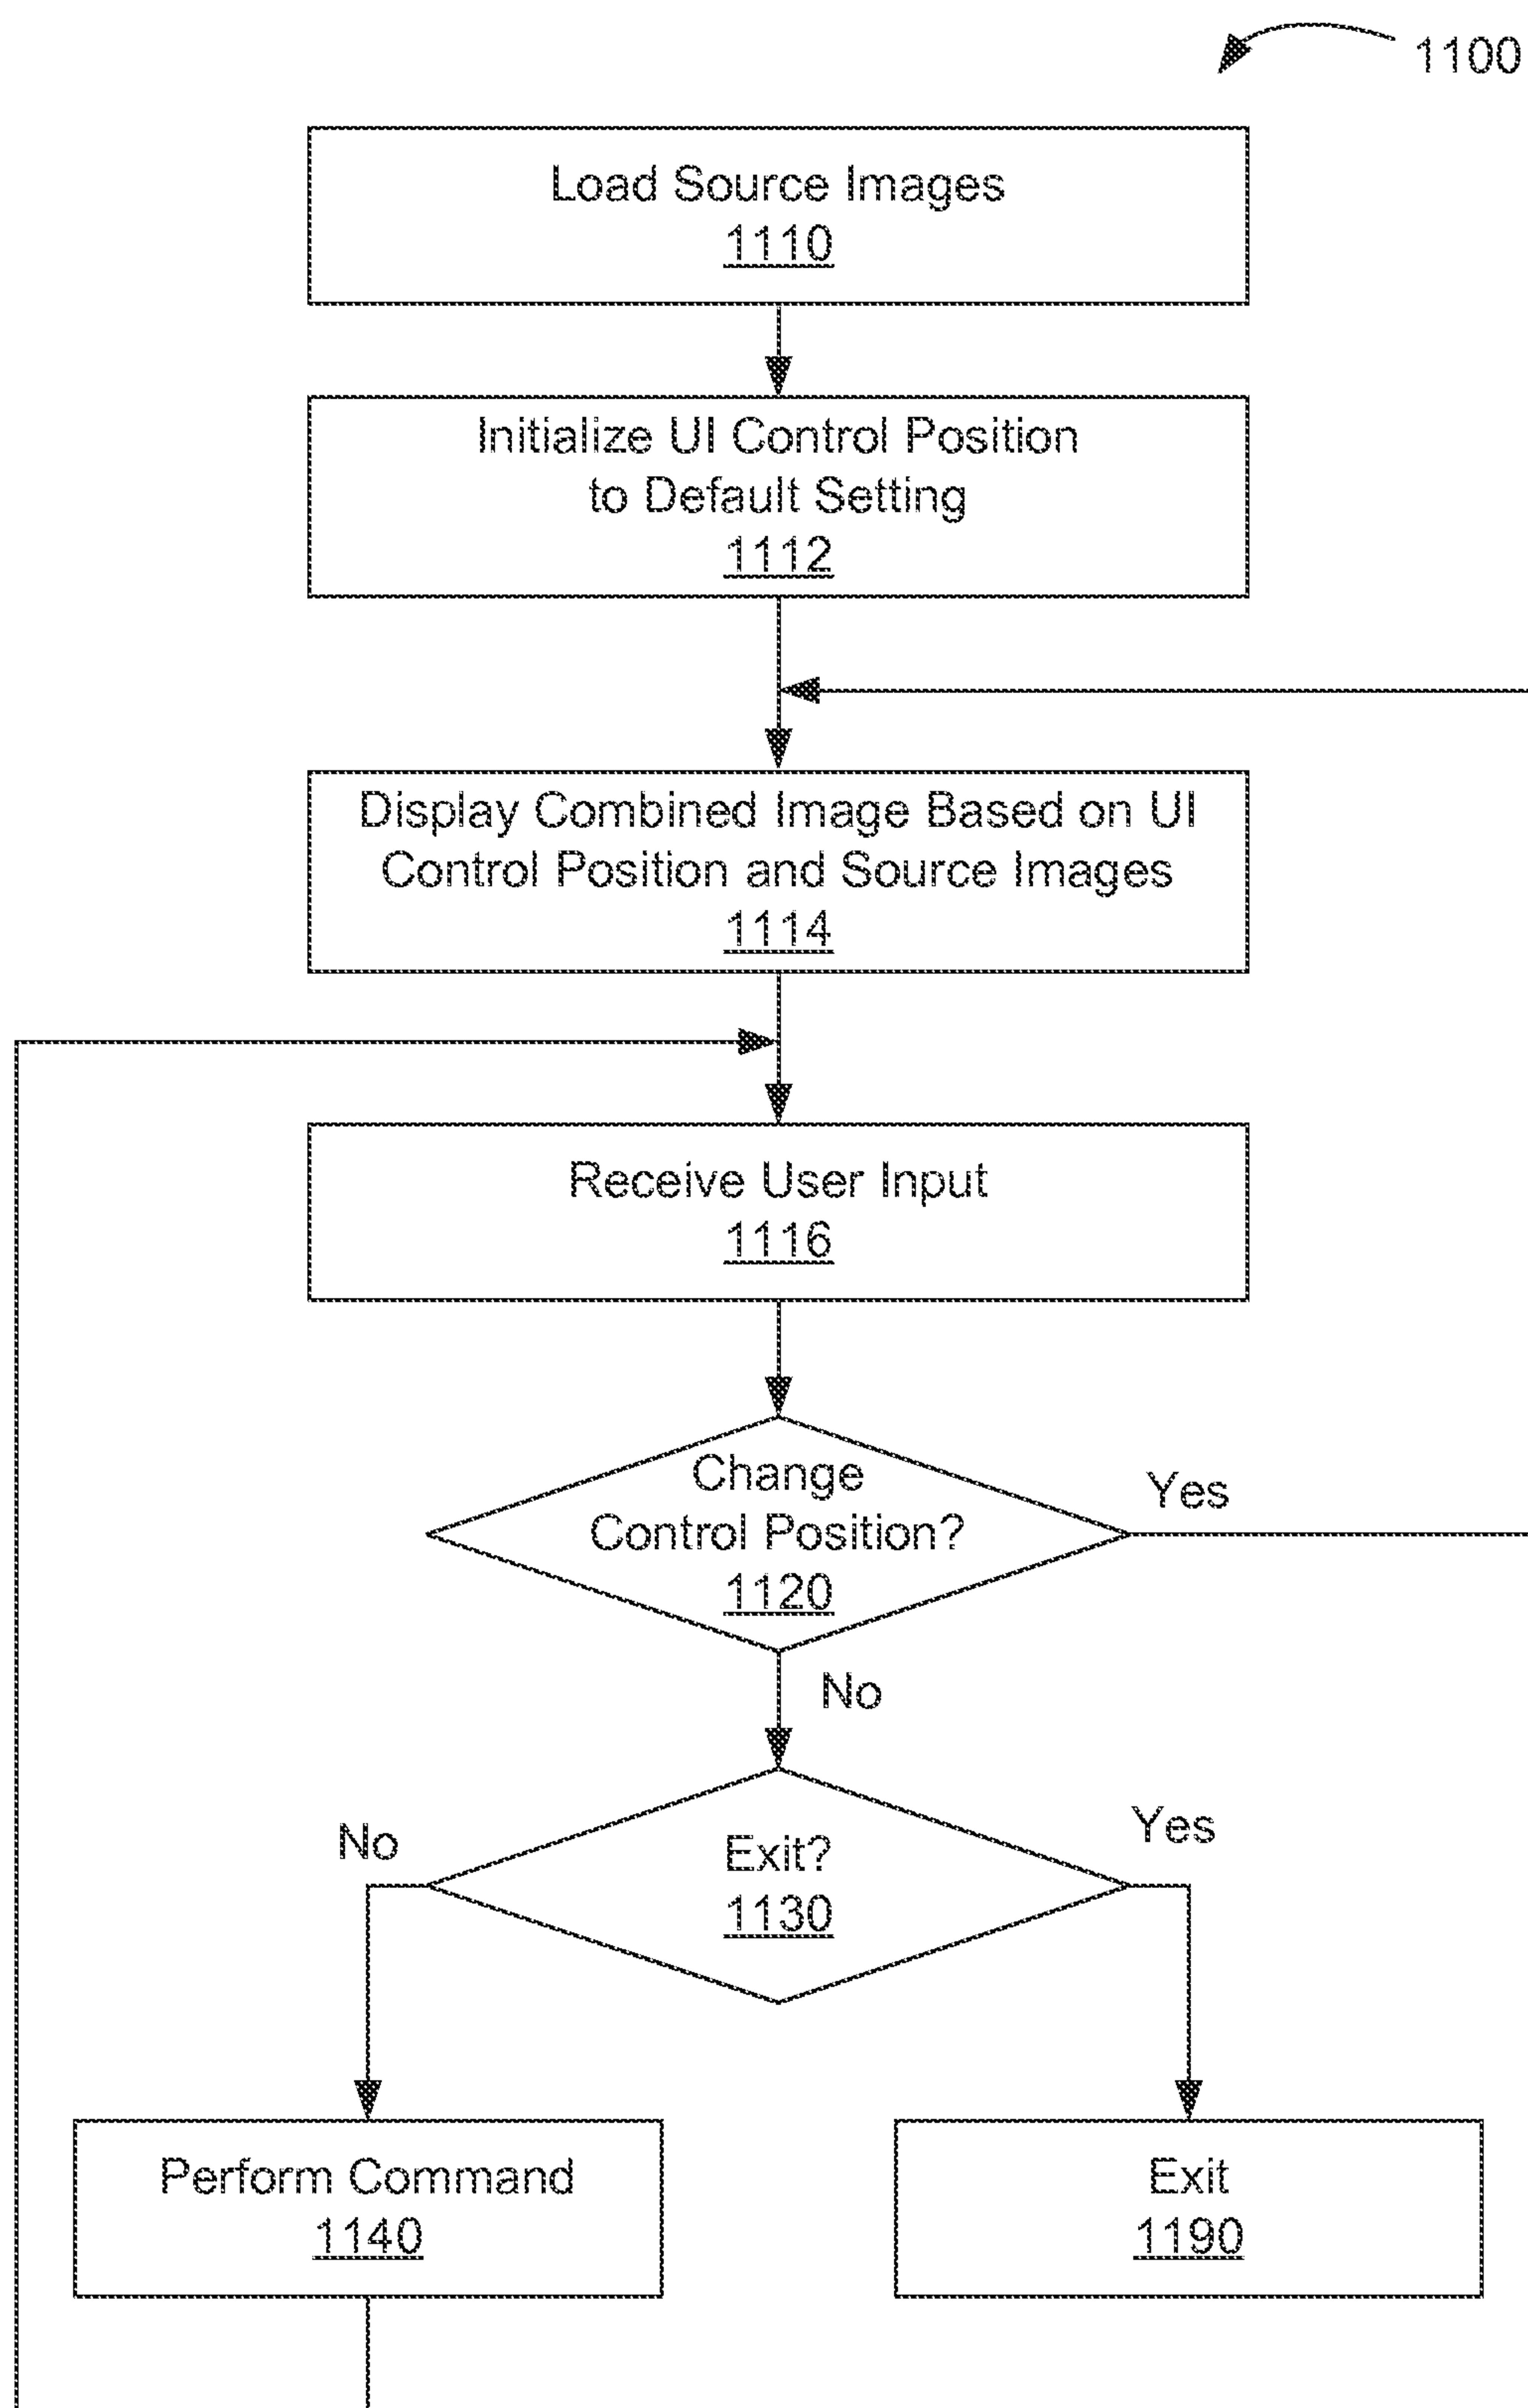 1100
Load Source Images
1110
Initialize UI Control Position
to Default Setting
1112
Display Combined Image Based on UI
Control Position and Source Images
1114
Receive User Input
1116
Change
Control Position?
1120
Yes
No
Exit?
1130
No
Yes
Perform Command
1140
Exit
1190